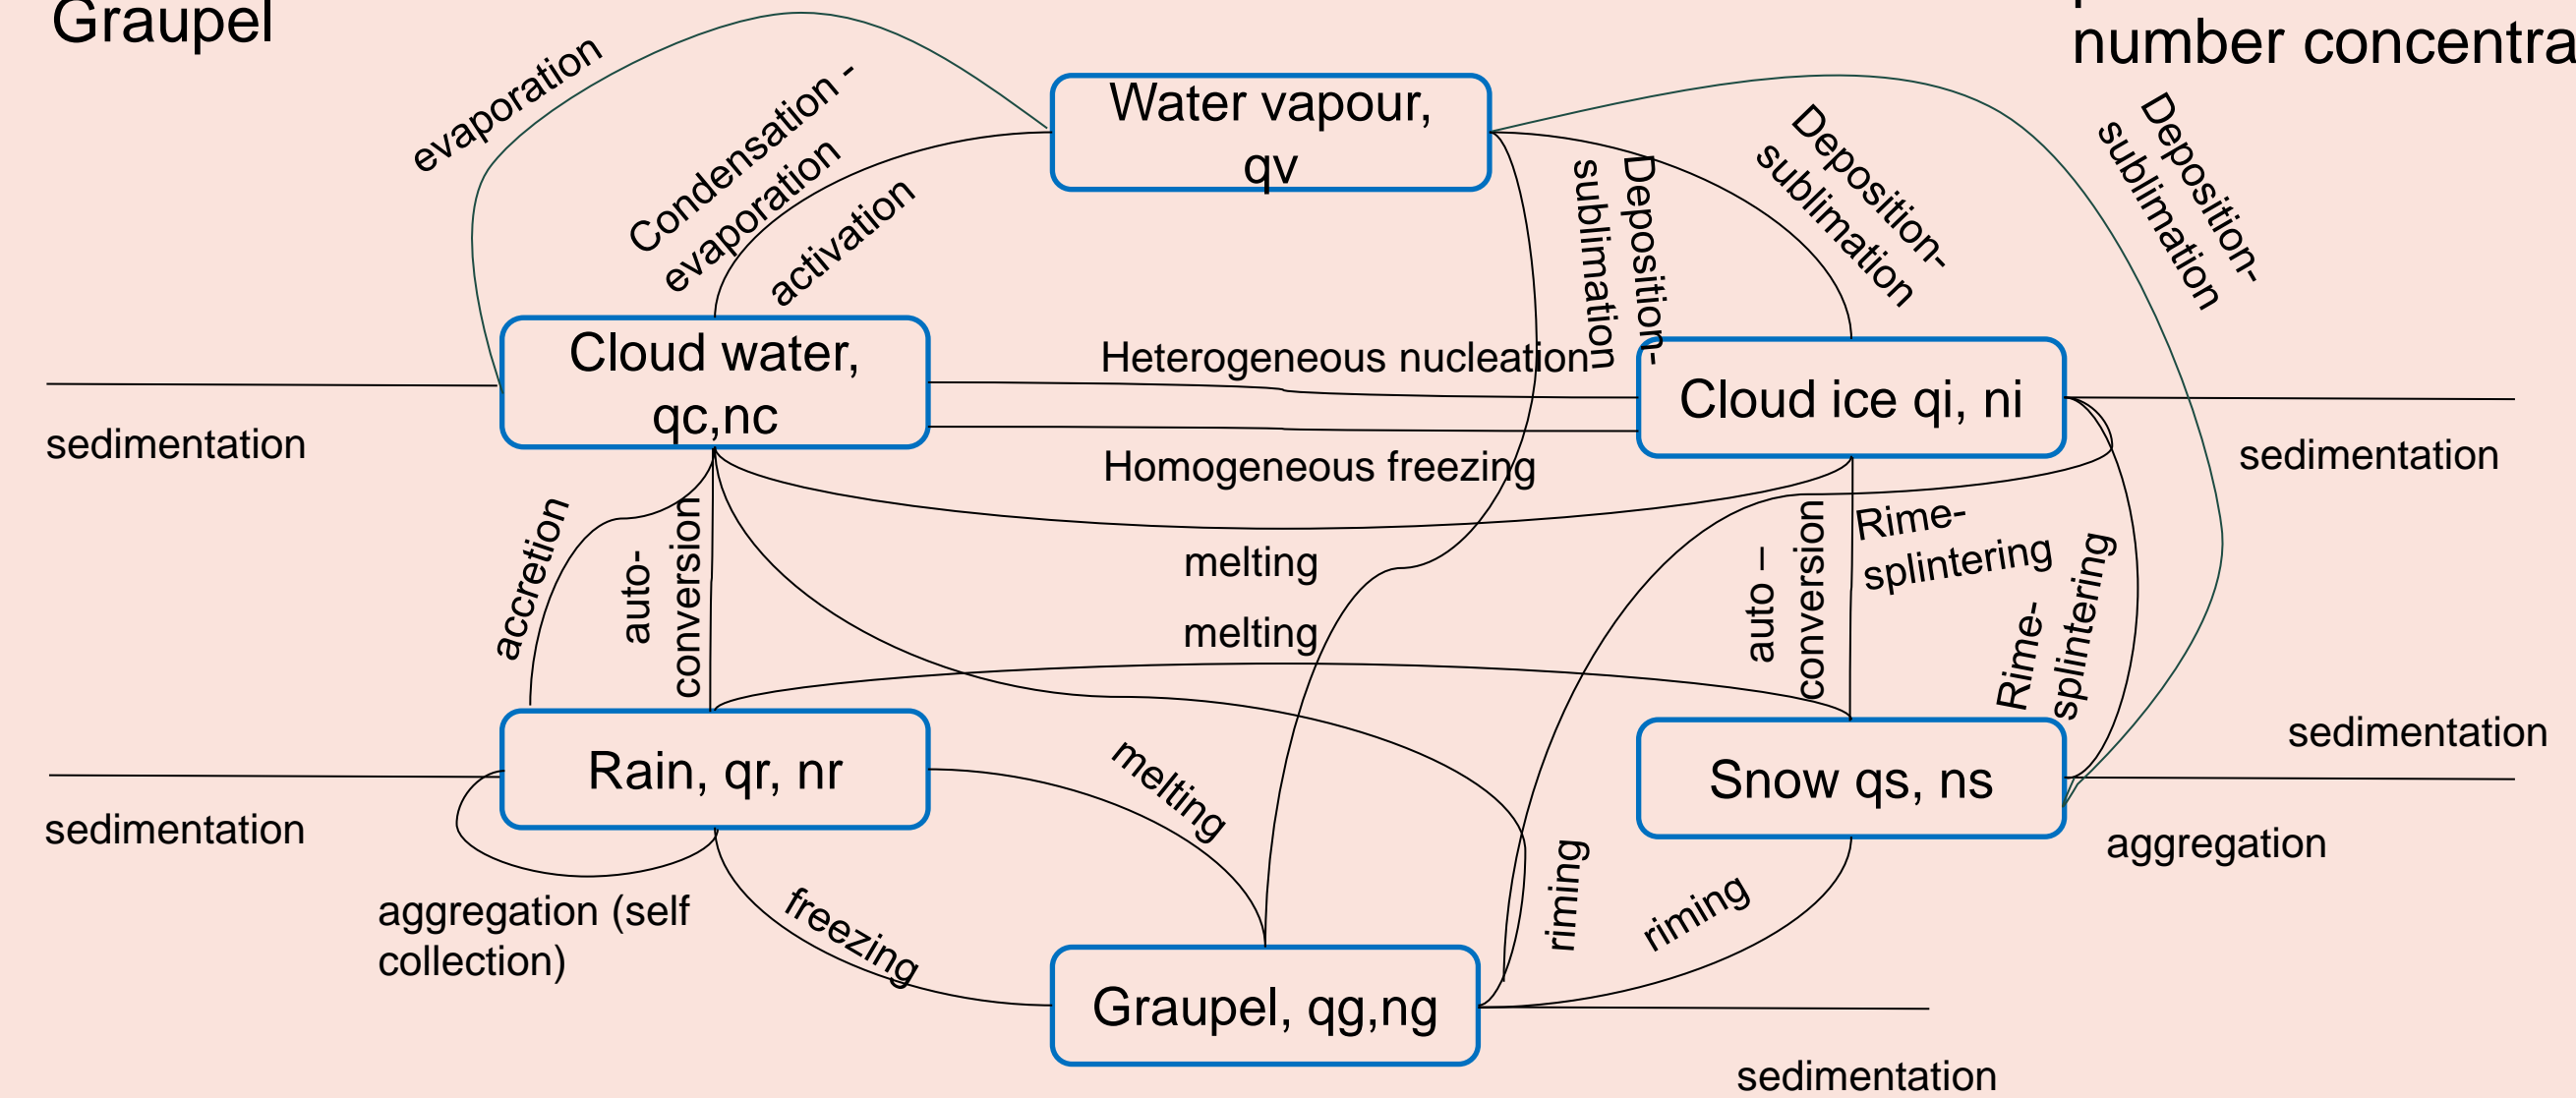 Graupel
number concentra
evaporation
Condensation -
evaporation
activation
Water vapour,
qv
Deposition-
sublimation
Deposition-
sublimation
Deposition-
sublimation
Cloud water,
qc,nc
Heterogeneous nucleation
Homogeneous freezing
Cloud ice qi, ni
sedimentation
sedimentation
accretion
auto-
conversion
melting
melting
auto –
conversion
Rime-
splintering
Rime-
splintering
sedimentation
Rain, qr, nr
melting
Snow qs, ns
sedimentation
aggregation
aggregation (self
collection)
freezing
riming
riming
Graupel, qg,ng
sedimentation